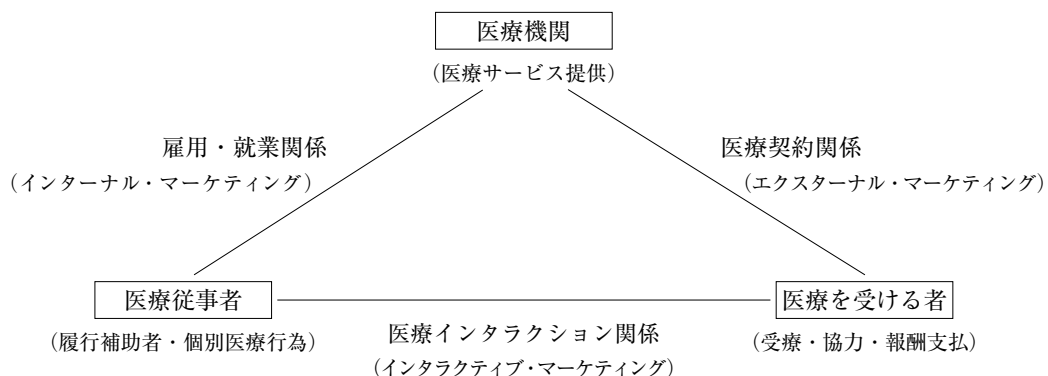 医療機関
(医療サービス提供)
雇用・就業関係
(インターナル・マーケティング)
医療契約関係
(エクスターナル・マーケティング)
医療従事者
(履行補助者・個別医療行為)
医療インタラクション関係
(インタラクティブ・マーケティング)
医療を受ける者
(受療・協力・報酬支払)